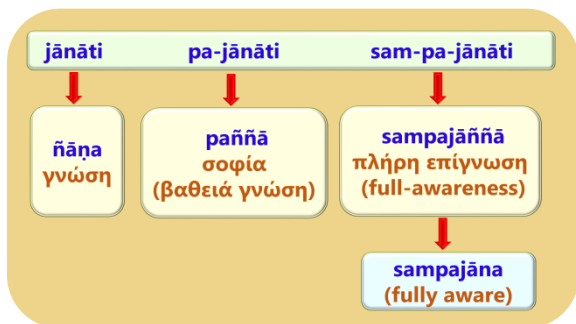 jānāti pa-jānāti sam-pa-jānāti
ñāṇa
γνώση
paññā
σοφία
(βαθειά γνώση)
sampajāññā
πλήρη επίγνωση
(full-awareness)
sampajāna
(fully aware)